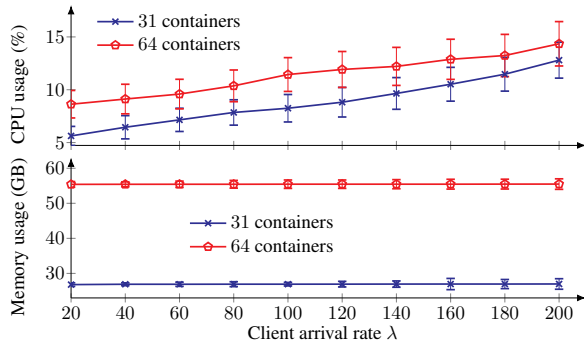 CPU usage (%)
15
10
5
31 containers
64 containers
Memory usage (GB)
60
50
40
30
31 containers
64 containers
20 40 60 80 100 120 140 160 180 200
Client arrival rate λ